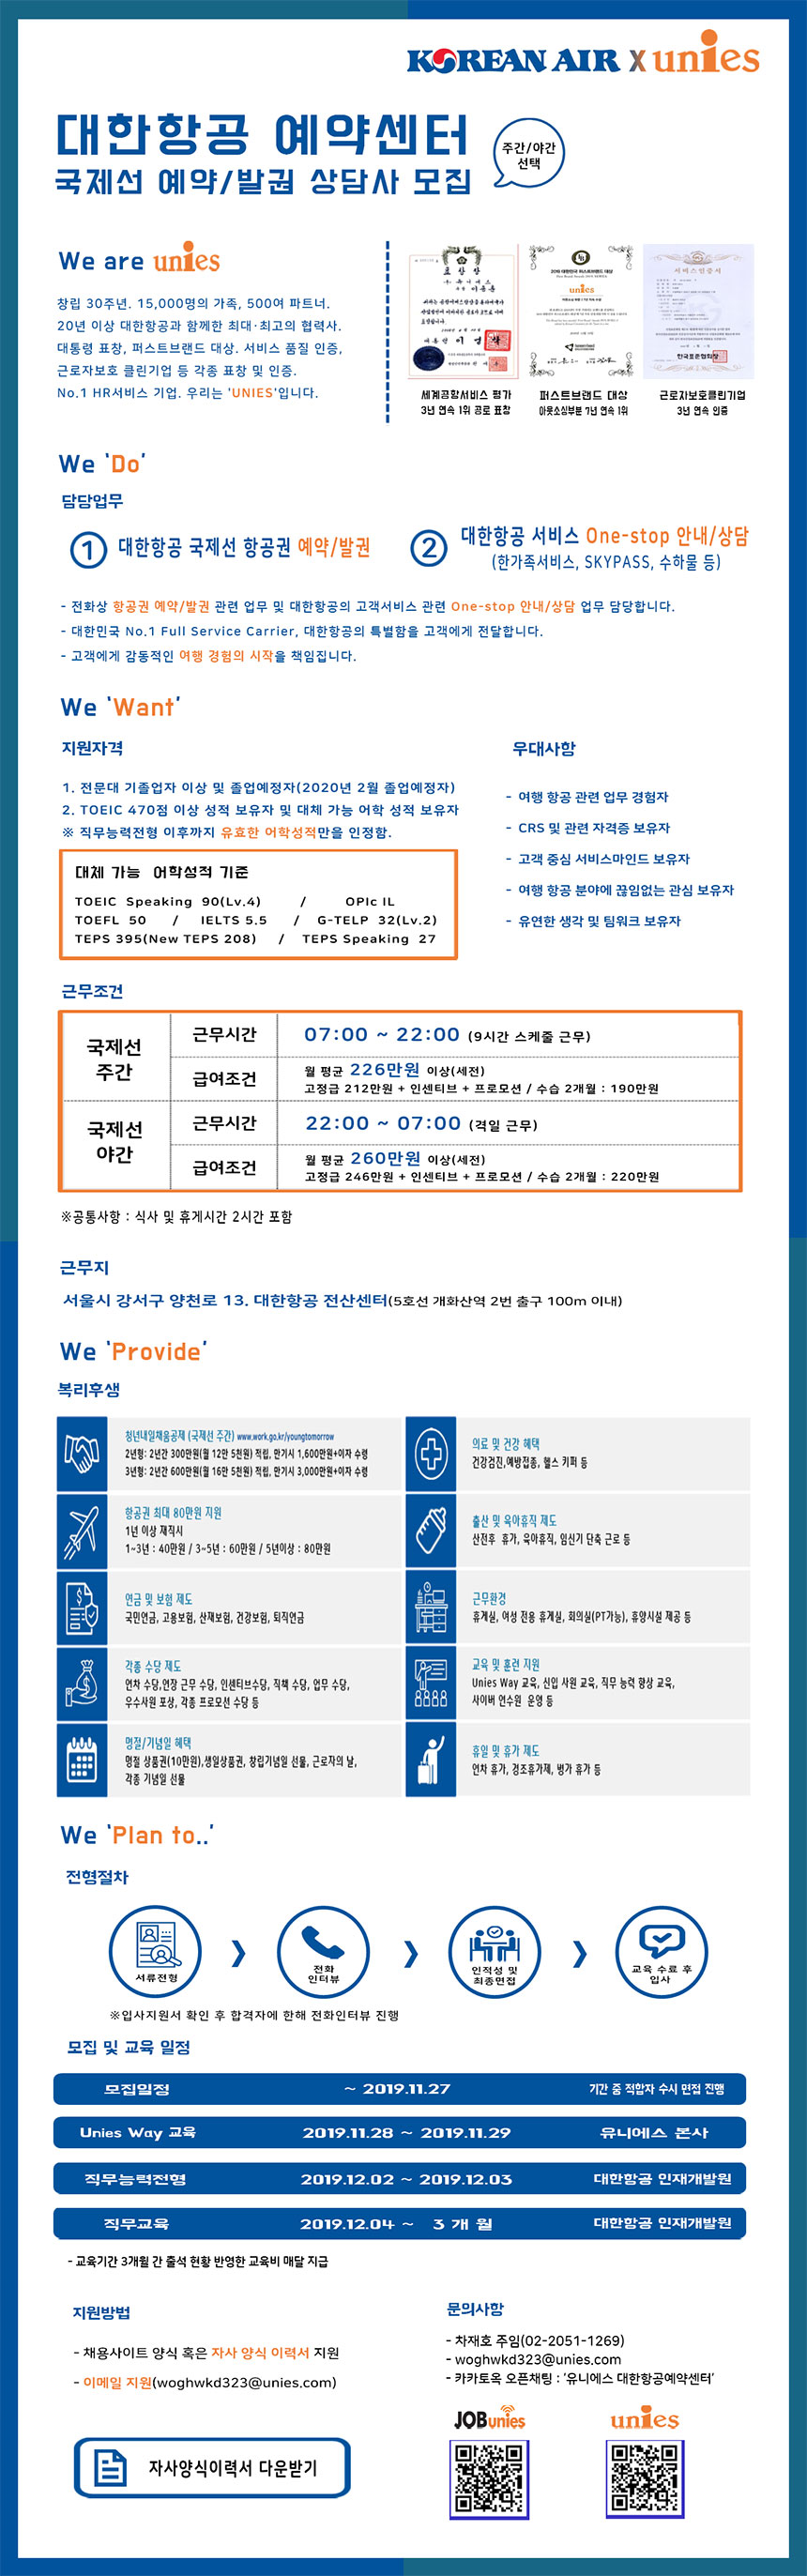 KOREAN AIR X unies
대한항공 예약센터
국제선 예약/발권 상담사 모집
주간/야간
선택
We are unies
창립 30주년. 15,000명의 가족, 500여 파트너.
20년 이상 대한항공과 함께한 최대·최고의 협력사.
대통령 표창, 퍼스트브랜드 대상. 서비스 품질 인증,
근로자보호 클린기업 등 각종 표창 및 인증.
No.1 HR서비스 기업. 우리는 'UNIES'입니다.
표창장
unies
서비스인증서
한국표준협회장
세계공항서비스 평가
3년 연속 1위 공로 표창
퍼스트브랜드 대상
아웃소싱부분 7년 연속 1위
근로자보호클린기업
3년 연속 인증
We 'Do'
담당업무
1 대한항공 국제선 항공권 예약/발권
2 대한항공 서비스 One-stop 안내/상담
(한가족서비스, SKYPASS, 수하물 등)
- 전화상 항공권 예약/발권 관련 업무 및 대한항공의 고객서비스 관련 One-stop 안내/상담 업무 담당합니다.
- 대한민국 No.1 Full Service Carrier, 대한항공의 특별함을 고객에게 전달합니다.
- 고객에게 감동적인 여행 경험의 시작을 책임집니다.
We 'Want'
지원자격
1. 전문대 기졸업자 이상 및 졸업예정자(2020년 2월 졸업예정자)
2. TOEIC 470점 이상 성적 보유자 및 대체 가능 어학 성적 보유자
※ 직무능력전형 이후까지 유효한 어학성적만을 인정함.
대체 가능 어학성적 기준
TOEIC Speaking 90(Lv.4) / OPIc IL
TOEFL 50 / IELTS 5.5 / G-TELP 32(Lv.2)
TEPS 395(New TEPS 208) / TEPS Speaking 27
우대사항
- 여행 항공 관련 업무 경험자
- CRS 및 관련 자격증 보유자
- 고객 중심 서비스마인드 보유자
- 여행 항공 분야에 끊임없는 관심 보유자
- 유연한 생각 및 팀워크 보유자
근무조건
국제선
주간
근무시간
07:00 ~ 22:00 (9시간 스케줄 근무)
급여조건
월 평균 226만원 이상(세전)
고정급 212만원 + 인센티브 + 프로모션 / 수습 2개월 : 190만원
국제선
야간
근무시간
22:00 ~ 07:00 (격일 근무)
급여조건
월 평균 260만원 이상(세전)
고정급 246만원 + 인센티브 + 프로모션 / 수습 2개월 : 220만원
※공통사항 : 식사 및 휴게시간 2시간 포함
근무지
서울시 강서구 양천로 13. 대한항공 전산센터(5호선 개화산역 2번 출구 100m 이내)
We 'Provide'
복리후생
청년내일채움공제 (국제선 주간) www.work.go.kr/youngtomorrow
2년형: 2년간 300만원(월 12만 5천원) 적립, 만기시 1,600만원+이자 수령
3년형: 2년간 600만원(월 16만 5천원) 적립, 만기시 3,000만원+이자 수령
의료 및 건강 혜택
건강검진,예방접종, 헬스 키퍼 등
항공권 최대 80만원 지원
1년 이상 재직시
1~3년 : 40만원 / 3~5년 : 60만원 / 5년이상 : 80만원
출산 및 육아휴직 제도
산전후 휴가, 육아휴직, 임신기 단축 근로 등
연금 및 보험 제도
국민연금, 고용보험, 산재보험, 건강보험, 퇴직연금
근무환경
휴게실, 여성 전용 휴게실, 회의실(PT가능), 휴양시설 제공 등
각종 수당 제도
연차 수당,연장 근무 수당, 인센티브수당, 직책 수당, 업무 수당,
우수사원 포상, 각종 프로모션 수당 등
교육 및 훈련 지원
Unies Way 교육, 신입 사원 교육, 직무 능력 향상 교육,
사이버 연수원 운영 등
명절/기념일 혜택
명절 상품권(10만원),생일상품권, 창립기념일 선물, 근로자의 날,
각종 기념일 선물
휴일 및 휴가 제도
연차 휴가, 경조휴가제, 병가 휴가 등
We 'Plan to..'
전형절차
서류전형
전화
인터뷰
인적성 및
최종면접
교육 수료 후
입사
※입사지원서 확인 후 합격자에 한해 전화인터뷰 진행
모집 및 교육 일정
모집일정 ~ 2019.11.27 기간 중 적합자 수시 면접 진행
Unies Way 교육 2019.11.28 ~ 2019.11.29 유니에스 본사
직무능력전형 2019.12.02 ~ 2019.12.03 대한항공 인재개발원
직무교육 2019.12.04 ~ 3 개 월 대한항공 인재개발원
- 교육기간 3개월 간 출석 현황 반영한 교육비 매달 지급
지원방법
- 채용사이트 양식 혹은 자사 양식 이력서 지원
- 이메일 지원(woghwkd323@unies.com)
자사양식이력서 다운받기
문의사항
- 차재호 주임(02-2051-1269)
- woghwkd323@unies.com
- 카카토옥 오픈채팅 : '유니에스 대한항공예약센터'
JOBunies
unies